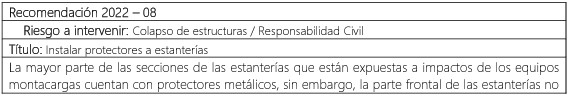 Recomendación 2022 – 08
Riesgo a intervenir: Colapso de estructuras / Responsabilidad Civil
Título: Instalar protectores a estanterías
La mayor parte de las secciones de las estanterías que están expuestas a impactos de los equipos
montacargas cuentan con protectores metálicos, sin embargo, la parte frontal de las estanterías no